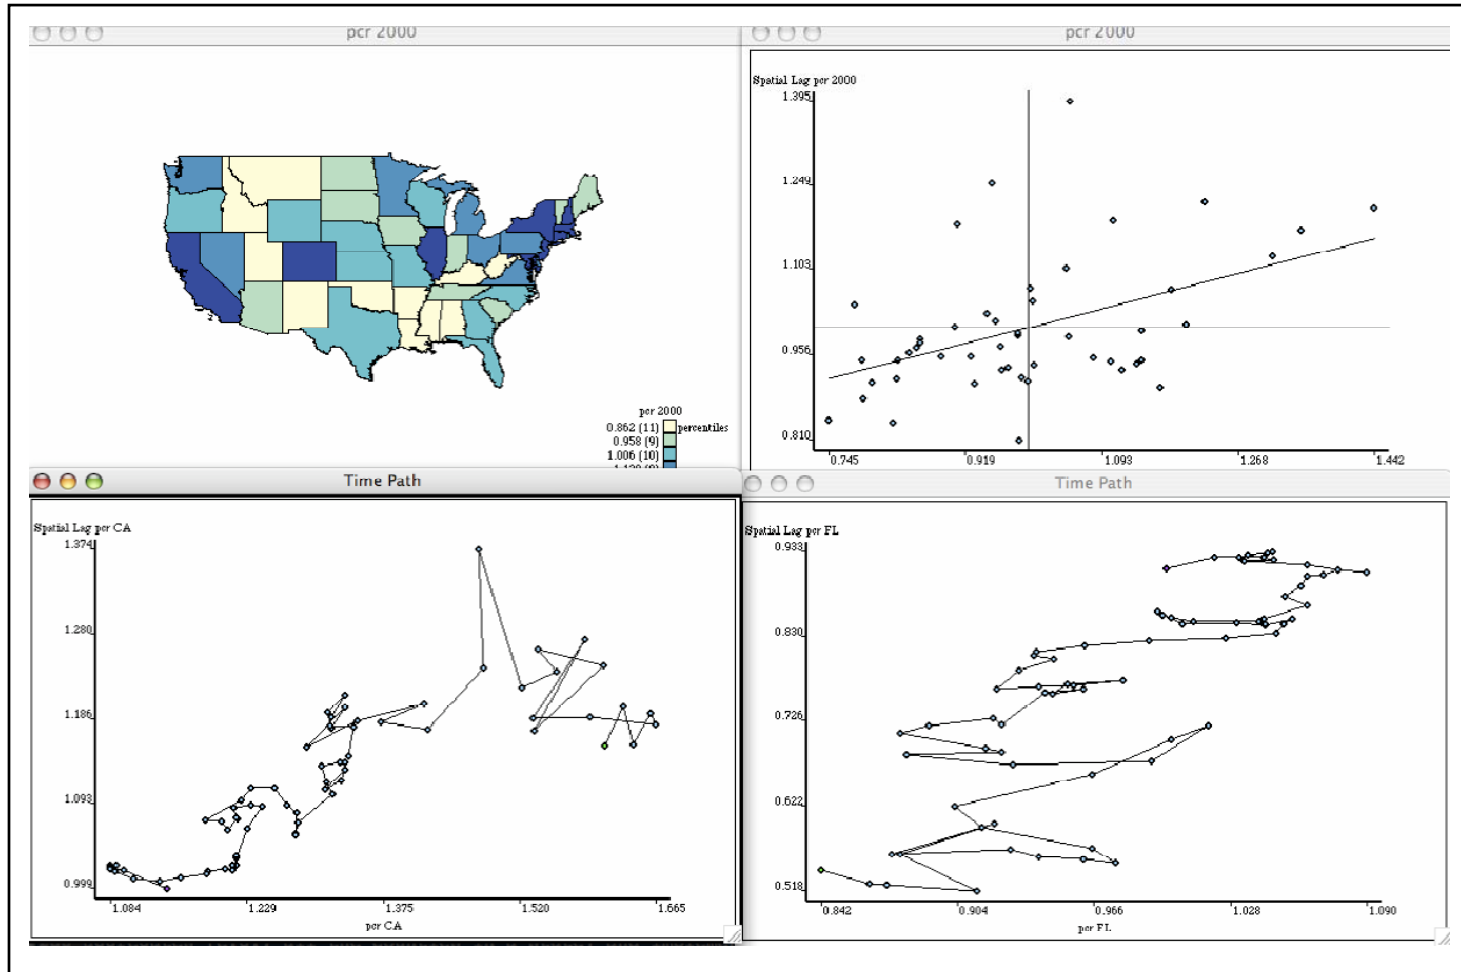 pcr 2000
pcr 2000
Spatial Lag pcr 2000
1.395
1.249
1.103
0.956
0.810
0.745 0.919 1.093 1.268 1.442
pcr 2000
0.862 (11) percentiles
0.958 (9)
1.006 (10)
Time Path
Spatial Lag pcr CA
1.374
1.280
1.186
1.093
0.999
1.084 1.229 1.375 1.520 1.665
pcr CA
Time Path
Spatial Lag pcr FL
0.933
0.830
0.726
0.622
0.518
0.842 0.904 0.966 1.028 1.090
pcr FL